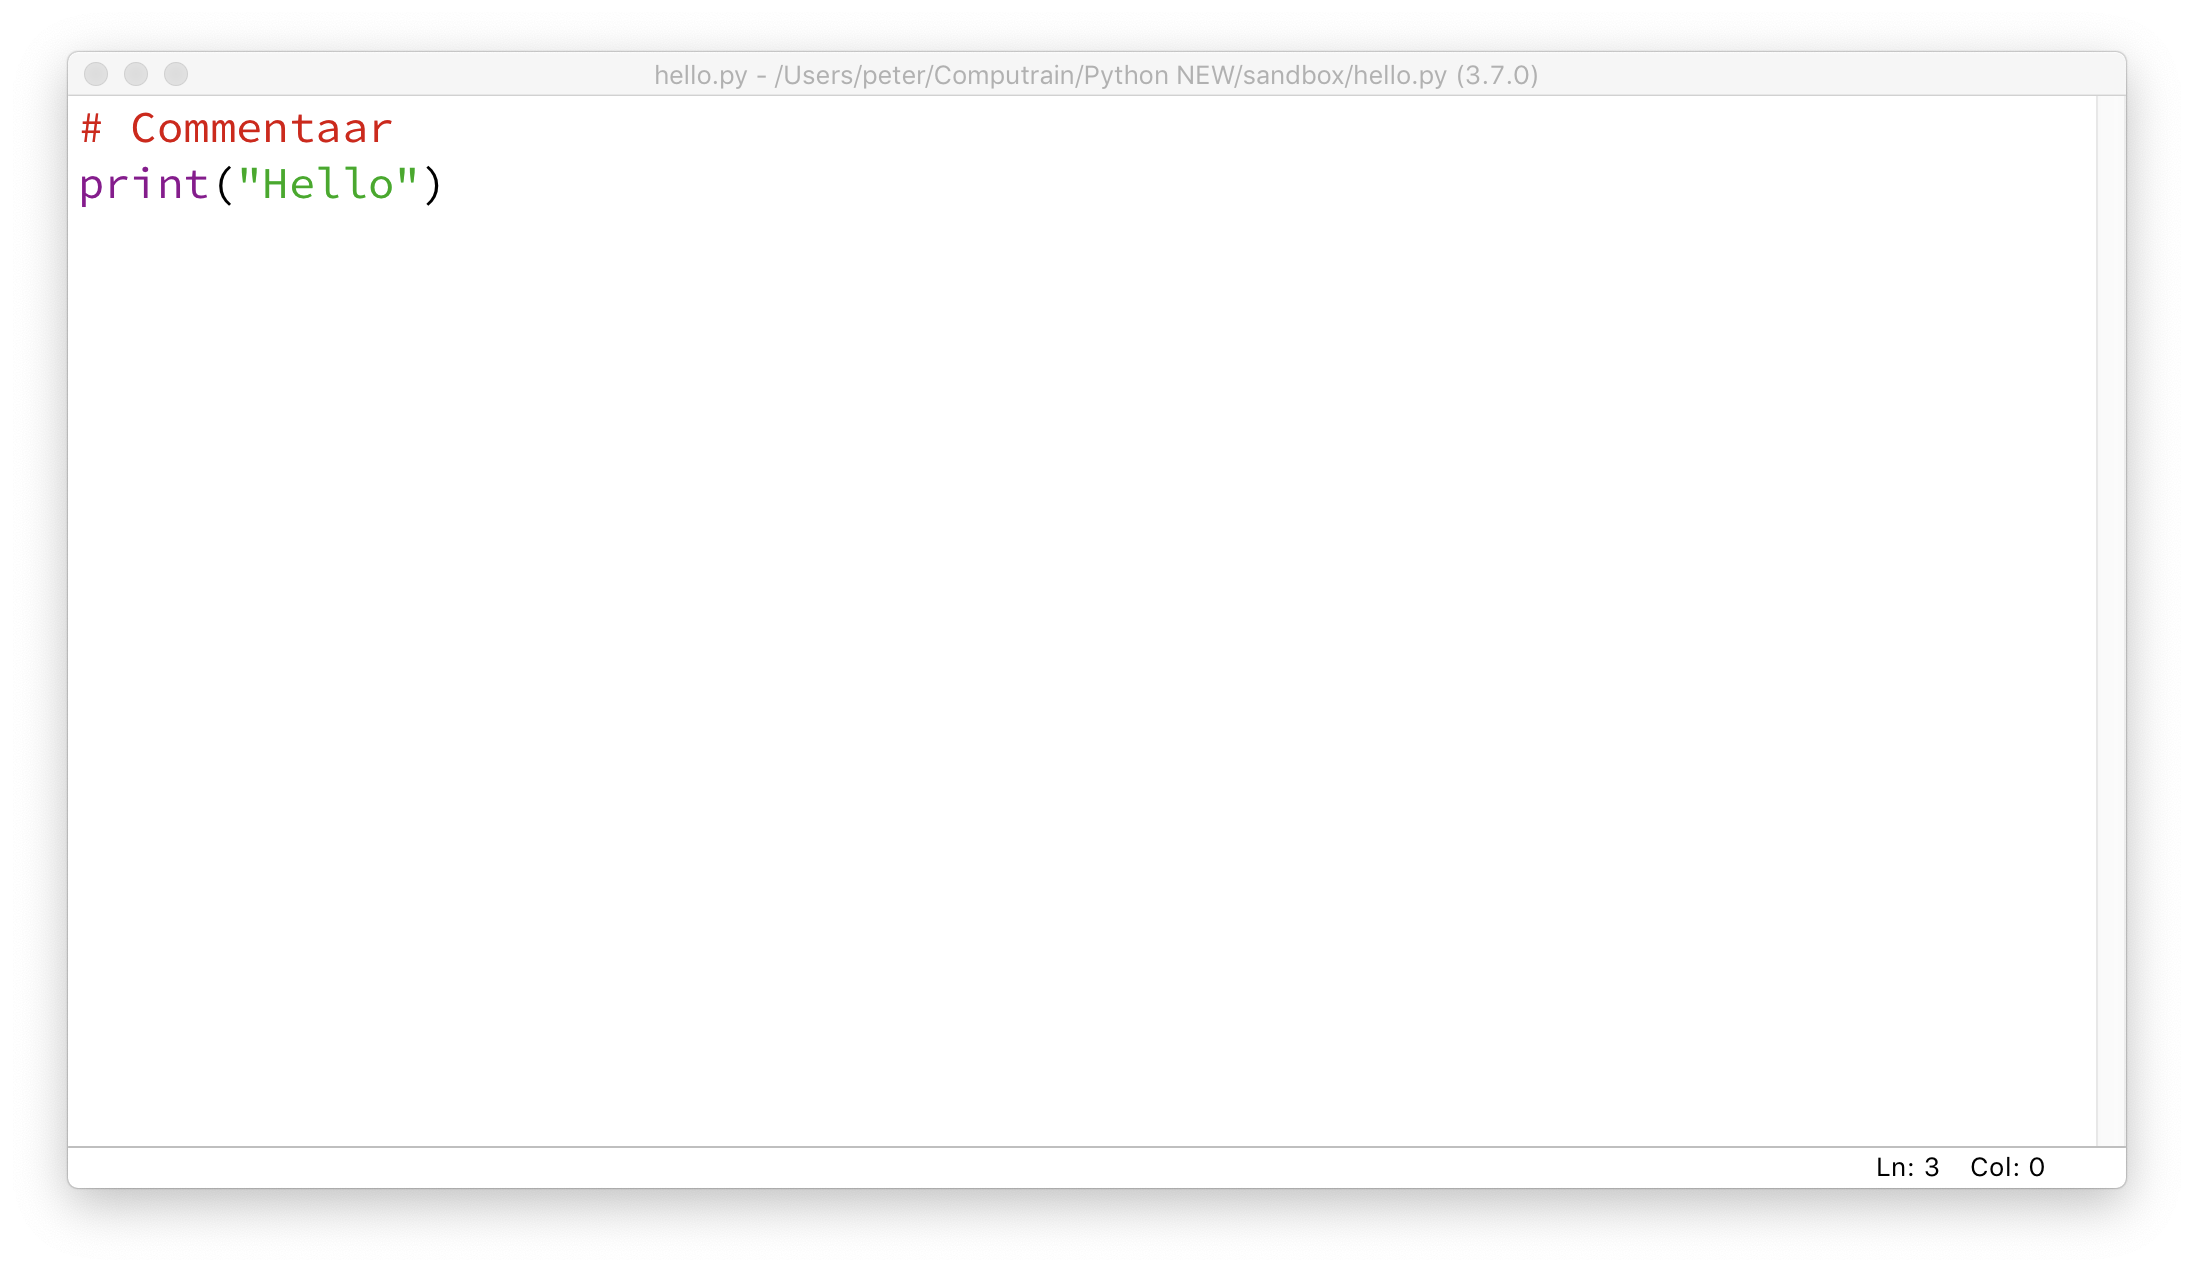 hello.py - /Users/peter/Computrain/Python NEW/sandbox/hello.py (3.7.0)
# Commentaar
print("Hello")
Ln: 3 Col: 0